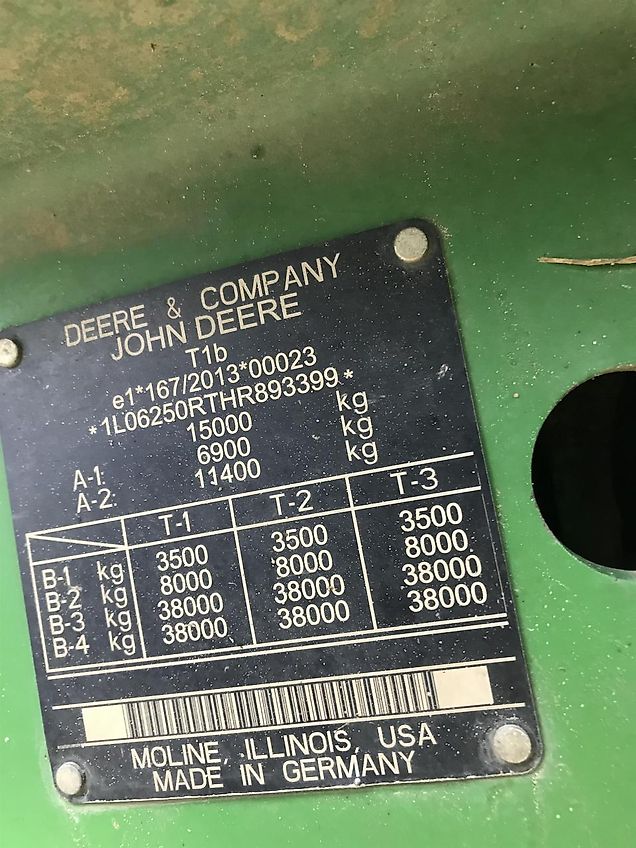 DEERE & COMPANY
JOHN DEERE
T1b
e1*167/2013*00023
*1L06250RTHR893399*
15000 kg
A-1 6900 kg
A-2 11400 kg
T-1 T-2 T-3
B-1 kg 3500 3500 3500
B-2 kg 8000 8000 8000
B-3 kg 38000 38000 38000
B-4 kg 38000 38000 38000
MOLINE, ILLINOIS, USA
MADE IN GERMANY